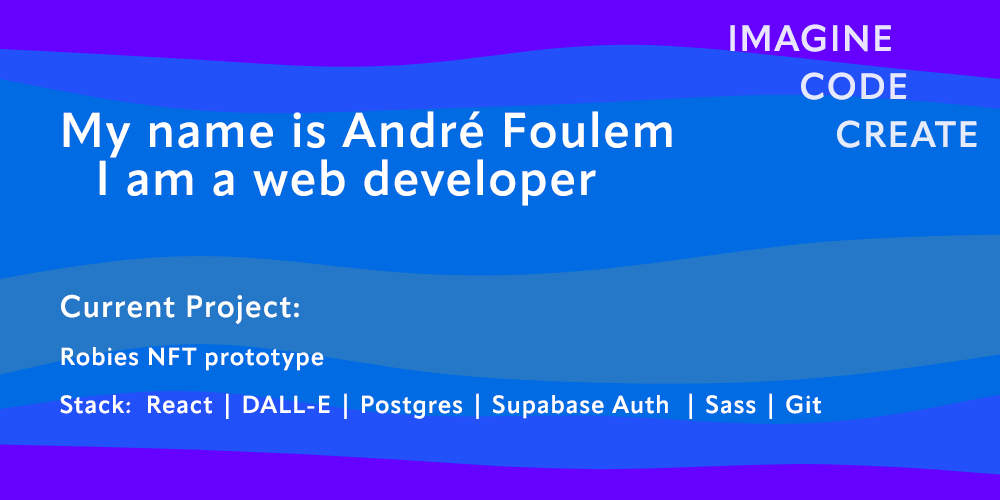 IMAGINE
CODE
CREATE
My name is André Foulem
I am a web developer
Current Project:
Robies NFT prototype
Stack: React | DALL-E | Postgres | Supabase Auth | Sass | Git